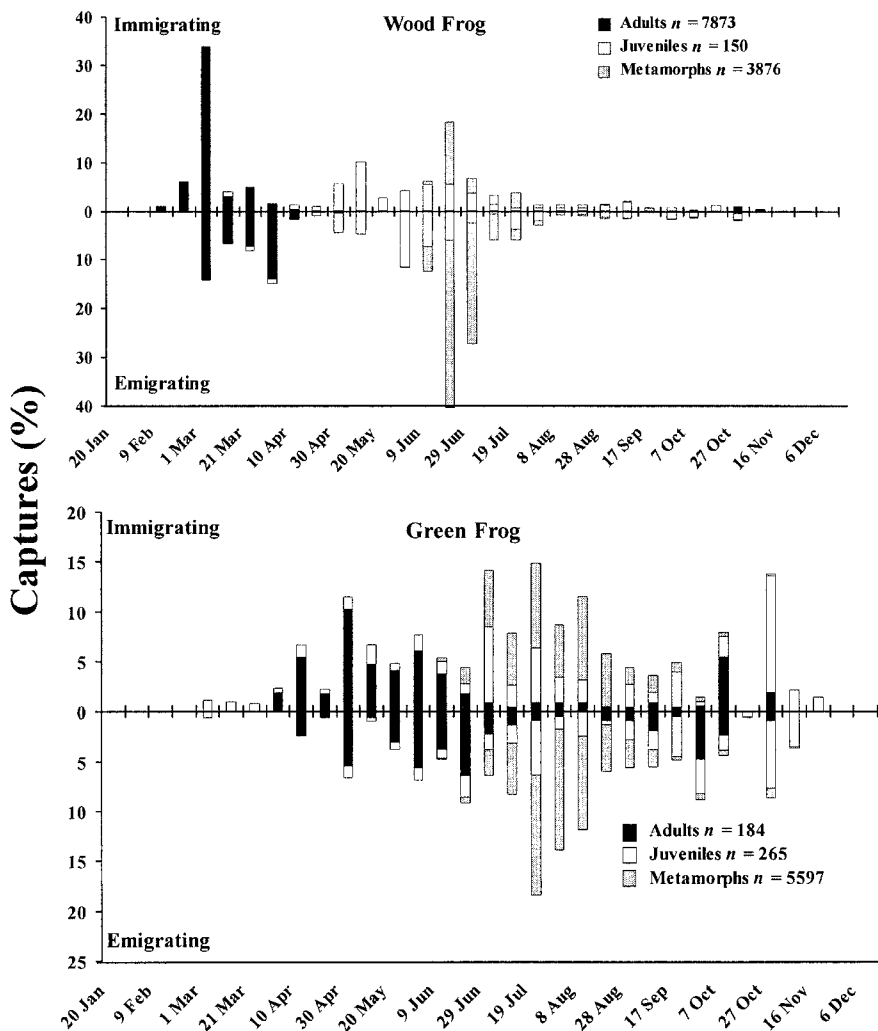 40
Immigrating
Wood Frog
Adults n = 7873
Juveniles n = 150
Metamorphs n = 3876
30
20
10
0
10
20
30
Emigrating
40
20 Jan
9 Feb
1 Mar
21 Mar
10 Apr
30 Apr
20 May
9 Jun
29 Jun
19 Jul
8 Aug
28 Aug
17 Sep
7 Oct
27 Oct
16 Nov
6 Dec
Captures (%)
20
Immigrating
Green Frog
15
10
5
0
5
10
15
20
Adults n = 184
Juveniles n = 265
Metamorphs n = 5597
Emigrating
25
20 Jan
9 Feb
1 Mar
21 Mar
10 Apr
30 Apr
20 May
9 Jun
29 Jun
19 Jul
8 Aug
28 Aug
17 Sep
7 Oct
27 Oct
16 Nov
6 Dec